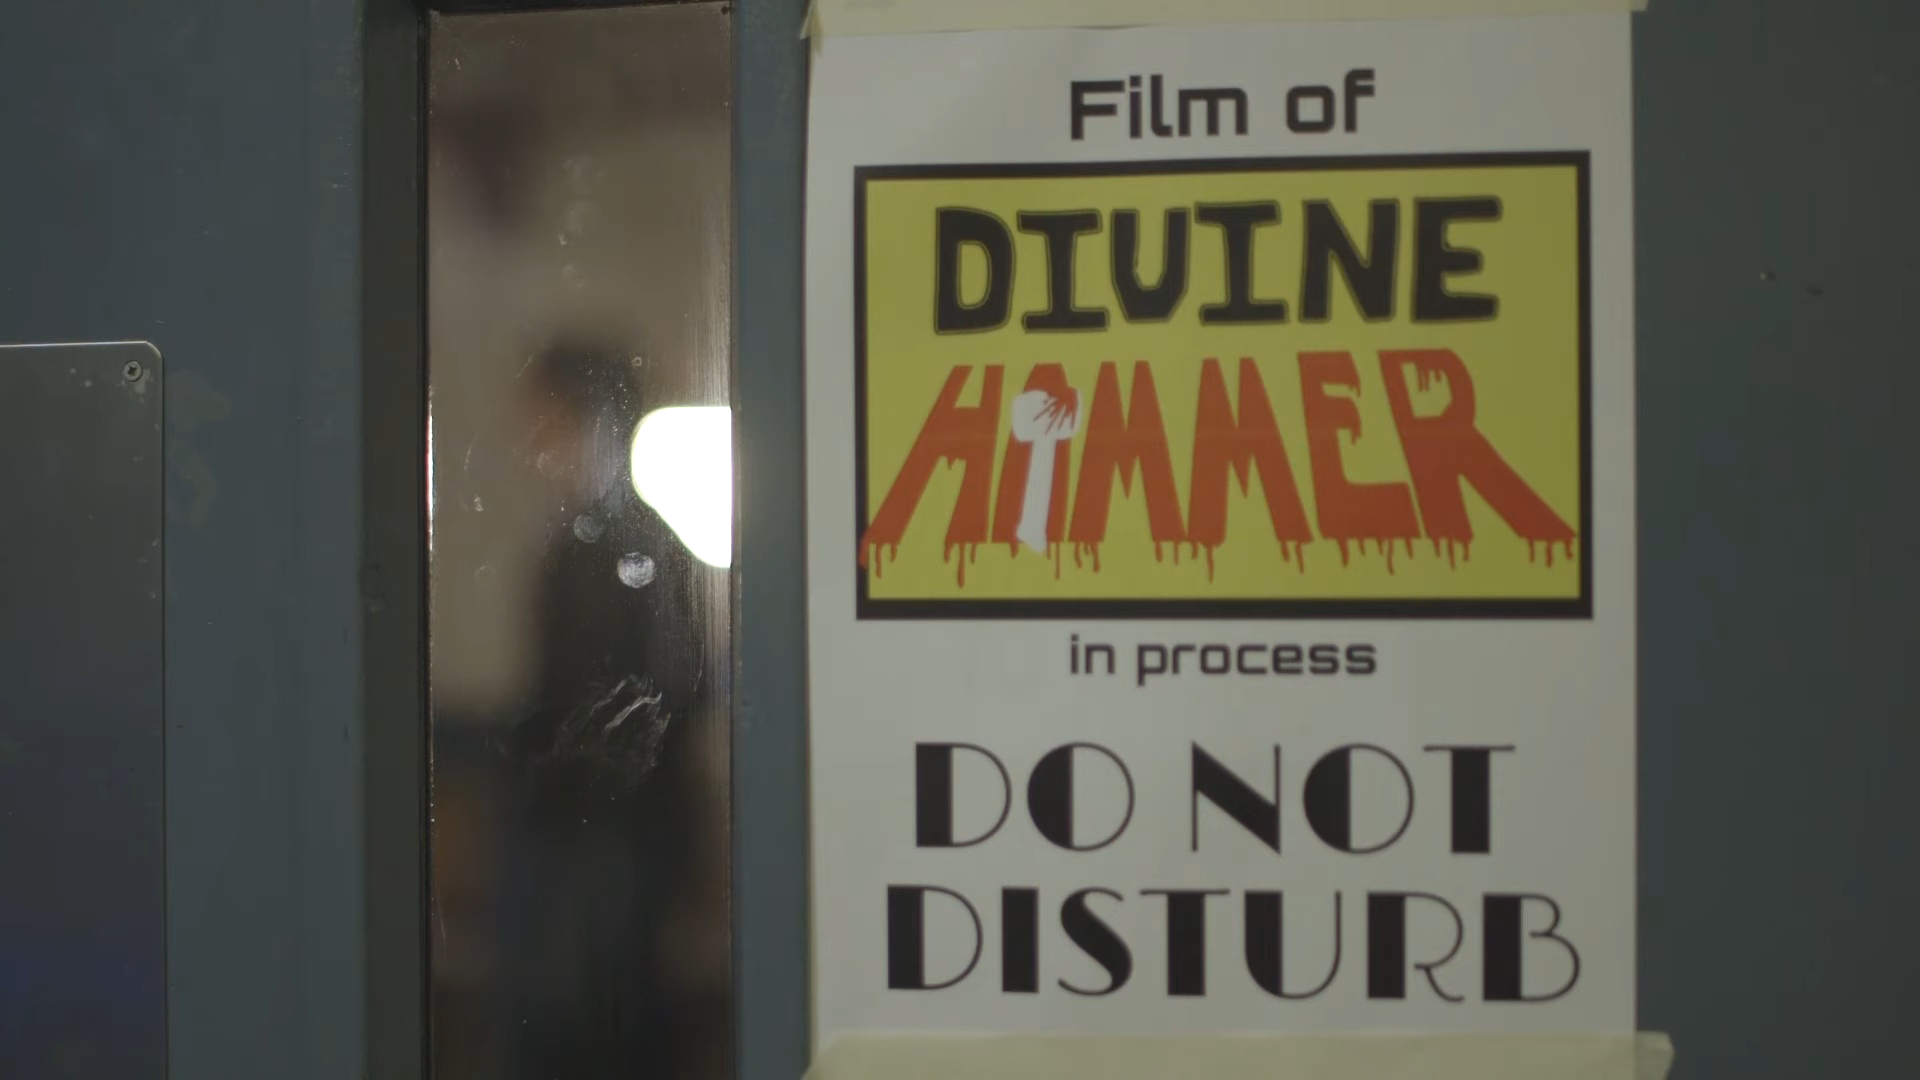 Film of
DIVINE
HAMMER
in process
DO NOT
DISTURB